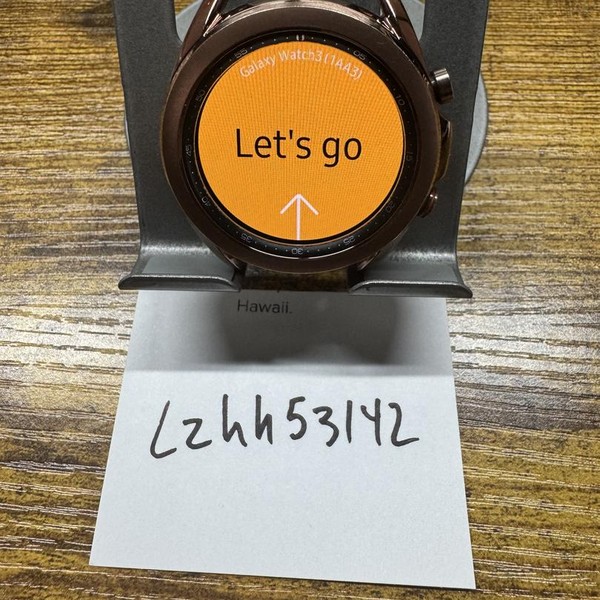 Galaxy Watch3(1AA3)
Let's go
Hawaii.
Lzhh53142